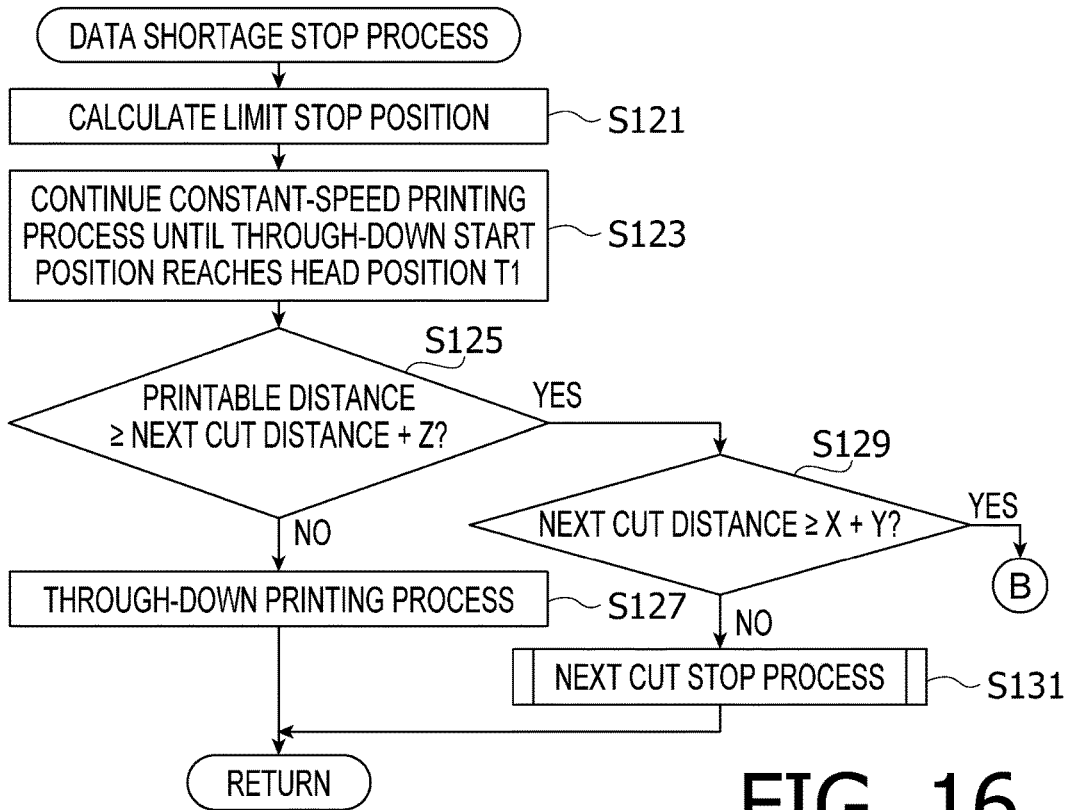 DATA SHORTAGE STOP PROCESS
CALCULATE LIMIT STOP POSITION
S121
CONTINUE CONSTANT-SPEED PRINTING
PROCESS UNTIL THROUGH-DOWN START
POSITION REACHES HEAD POSITION T1
S123
S125
PRINTABLE DISTANCE
≥ NEXT CUT DISTANCE + Z?
YES
NO
S129
NEXT CUT DISTANCE ≥ X + Y?
YES
B
NO
THROUGH-DOWN PRINTING PROCESS
S127
NEXT CUT STOP PROCESS
S131
RETURN
FIG. 16